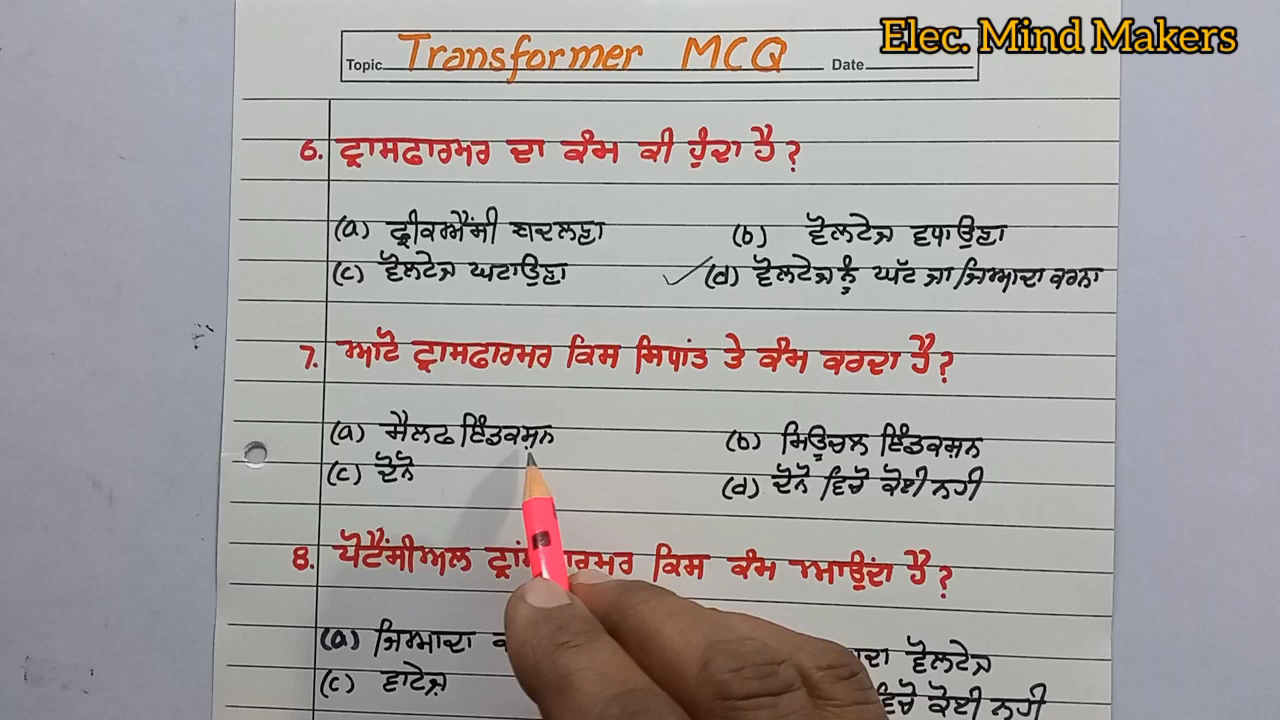 Elec. Mind Makers
Topic Transformer MCQ Date
6. ਟ੍ਰਾਸਫਾਰਮਰ ਦਾ ਕੰਮ ਕੀ ਹੁੰਦਾ ਹੈ?
(a) ਫ੍ਰੀਕਿਐਂਸੀ ਬਦਲਣਾ (b) ਵੋਲਟੇਜ ਵਧਾਉਣਾ
(c) ਵੋਲਟੇਜ ਘਟਾਉਣਾ (d) ਵੋਲਟੇਜ ਨੂੰ ਘੱਟ ਜਾ ਜਿਆਦਾ ਕਰਨਾ
7. ਆਟੋ ਟ੍ਰਾਸਫਾਰਮਰ ਕਿਸ ਸਿਧਾਂਤ ਤੇ ਕੰਮ ਕਰਦਾ ਹੈ?
(a) ਸੈਲਫ ਇੰਡਕਸ਼ਨ (b) ਮਿਊਚਲ ਇੰਡਕਸ਼ਨ
(c) ਦੋਨੋ (d) ਦੋਨੋ ਵਿਚੋ ਕੋਈ ਨਹੀ
8. ਪੋਟੈਂਸੀਅਲ ਕਿਸ ਕੰਮ ਆਉਂਦਾ ਹੈ?
(a) ਜਿਆਦਾ ਵੋਲਟੇਜ
(c) ਵਾਟੇਜ਼ ਕੋਈ ਨਹੀ